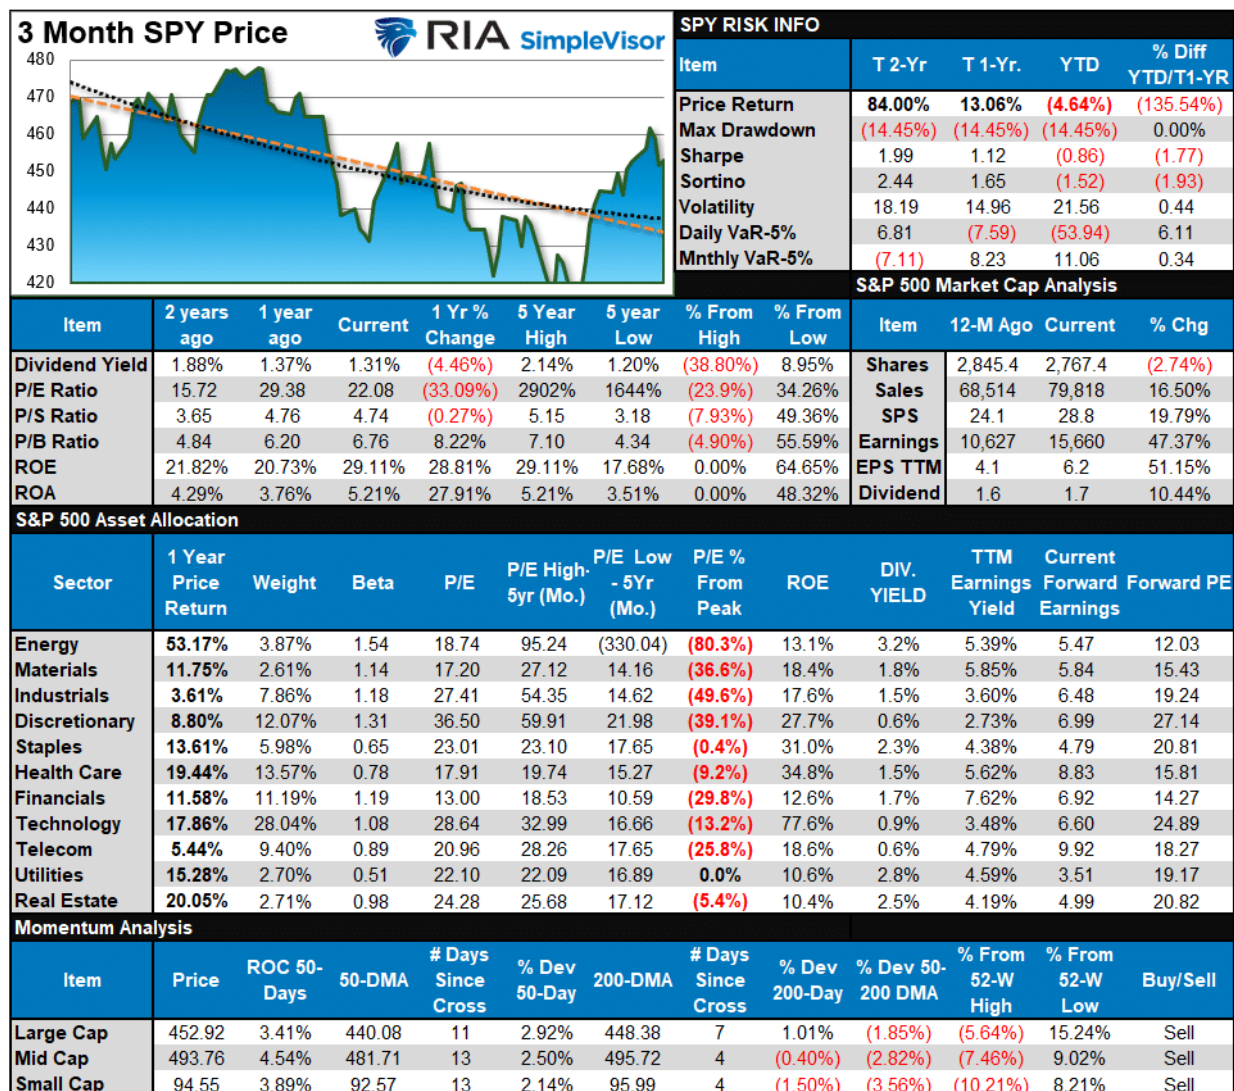 3 Month SPY Price
RIA SimpleVisor
480
470
460
450
440
430
420
SPY RISK INFO
Item T 2-Yr T 1-Yr. YTD % Diff YTD/T1-YR
Price Return 84.00% 13.06% (4.64%) (135.54%)
Max Drawdown (14.45%) (14.45%) (14.45%) 0.00%
Sharpe 1.99 1.12 (0.86) (1.77)
Sortino 2.44 1.65 (1.52) (1.93)
Volatility 18.19 14.96 21.56 0.44
Daily VaR-5% 6.81 (7.59) (53.94) 6.11
Mnthly VaR-5% (7.11) 8.23 11.06 0.34
Item 2 years ago 1 year ago Current 1 Yr % Change 5 Year High 5 year Low % From High % From Low
Dividend Yield 1.88% 1.37% 1.31% (4.46%) 2.14% 1.20% (38.80%) 8.95%
P/E Ratio 15.72 29.38 22.08 (33.09%) 2902% 1644% (23.9%) 34.26%
P/S Ratio 3.65 4.76 4.74 (0.27%) 5.15 3.18 (7.93%) 49.36%
P/B Ratio 4.84 6.20 6.76 8.22% 7.10 4.34 (4.90%) 55.59%
ROE 21.82% 20.73% 29.11% 28.81% 29.11% 17.68% 0.00% 64.65%
ROA 4.29% 3.76% 5.21% 27.91% 5.21% 3.51% 0.00% 48.32%
S&P 500 Market Cap Analysis
Item 12-M Ago Current % Chg
Shares 2,845.4 2,767.4 (2.74%)
Sales 68,514 79,818 16.50%
SPS 24.1 28.8 19.79%
Earnings 10,627 15,660 47.37%
EPS TTM 4.1 6.2 51.15%
Dividend 1.6 1.7 10.44%
S&P 500 Asset Allocation
Sector 1 Year Price Return Weight Beta P/E P/E High- 5yr (Mo.) P/E Low - 5Yr (Mo.) P/E % From Peak ROE DIV. YIELD TTM Earnings Yield Current Forward Earnings Forward PE
Energy 53.17% 3.87% 1.54 18.74 95.24 (330.04) (80.3%) 13.1% 3.2% 5.39% 5.47 12.03
Materials 11.75% 2.61% 1.14 17.20 27.12 14.16 (36.6%) 18.4% 1.8% 5.85% 5.84 15.43
Industrials 3.61% 7.86% 1.18 27.41 54.35 14.62 (49.6%) 17.6% 1.5% 3.60% 6.48 19.24
Discretionary 8.80% 12.07% 1.31 36.50 59.91 21.98 (39.1%) 27.7% 0.6% 2.73% 6.99 27.14
Staples 13.61% 5.98% 0.65 23.01 23.10 17.65 (0.4%) 31.0% 2.3% 4.38% 4.79 20.81
Health Care 19.44% 13.57% 0.78 17.91 19.74 15.27 (9.2%) 34.8% 1.5% 5.62% 8.83 15.81
Financials 11.58% 11.19% 1.19 13.00 18.53 10.59 (29.8%) 12.6% 1.7% 7.62% 6.92 14.27
Technology 17.86% 28.04% 1.08 28.64 32.99 16.66 (13.2%) 77.6% 0.9% 3.48% 6.60 24.89
Telecom 5.44% 9.40% 0.89 20.96 28.26 17.65 (25.8%) 18.6% 0.6% 4.79% 9.92 18.27
Utilities 15.28% 2.70% 0.51 22.10 22.09 16.89 0.0% 10.6% 2.8% 4.59% 3.51 19.17
Real Estate 20.05% 2.71% 0.98 24.28 25.68 17.12 (5.4%) 10.4% 2.5% 4.19% 4.99 20.82
Momentum Analysis
Item Price ROC 50-Days 50-DMA # Days Since Cross % Dev 50-Day 200-DMA # Days Since Cross % Dev 200-Day % Dev 50-200 DMA % From 52-W High % From 52-W Low Buy/Sell
Large Cap 452.92 3.41% 440.08 11 2.92% 448.38 7 1.01% (1.85%) (5.64%) 15.24% Sell
Mid Cap 493.76 4.54% 481.71 13 2.50% 495.72 4 (0.40%) (2.82%) (7.46%) 9.02% Sell
Small Cap 94.55 3.89% 92.57 13 2.14% 95.99 4 (1.50%) (3.56%) (10.21%) 8.21% Sell